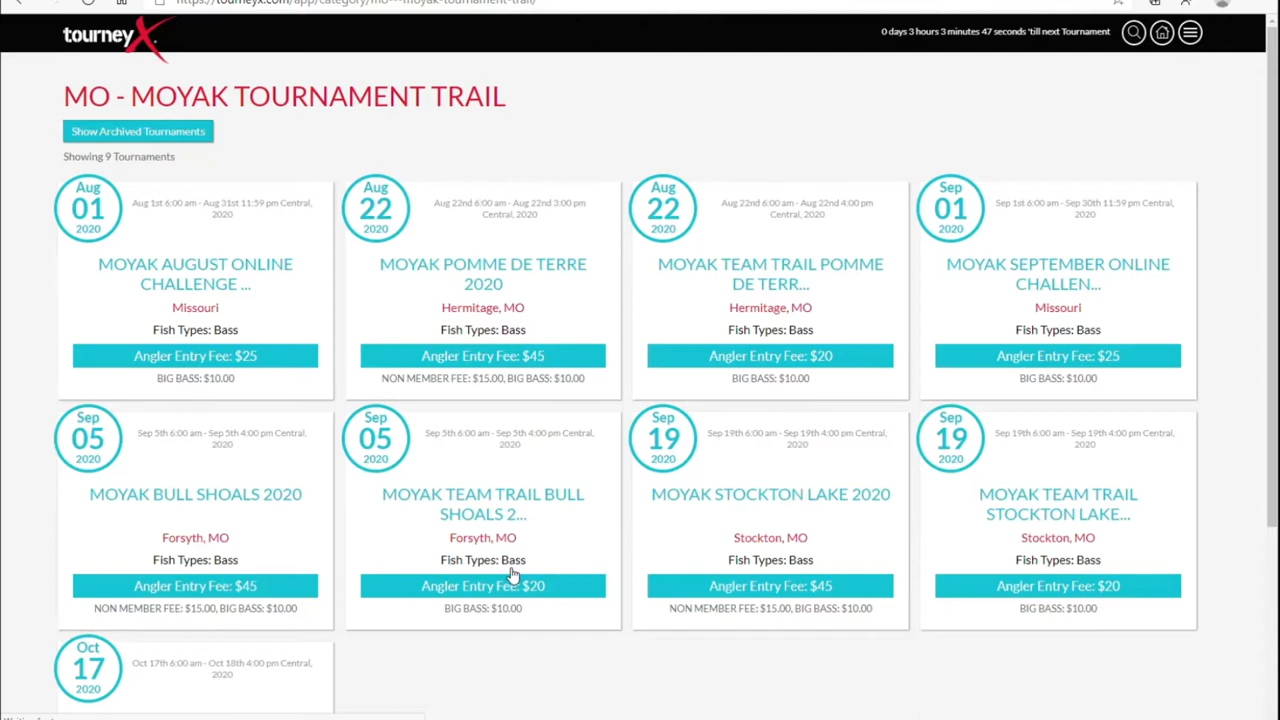 https://tourneyx.com/app/category/mo---moyak-tournament-trail/
tourneyX.
0 days 3 hours 3 minutes 47 seconds 'till next Tournament
MO - MOYAK TOURNAMENT TRAIL
Show Archived Tournaments
Showing 9 Tournaments
Aug
01
2020
Aug 1st 6:00 am - Aug 31st 11:59 pm Central,
2020
MOYAK AUGUST ONLINE
CHALLENGE ...
Missouri
Fish Types: Bass
Angler Entry Fee: $25
BIG BASS: $10.00
Aug
22
2020
Aug 22nd 6:00 am - Aug 22nd 3:00 pm
Central, 2020
MOYAK POMME DE TERRE
2020
Hermitage, MO
Fish Types: Bass
Angler Entry Fee: $45
NON MEMBER FEE: $15.00, BIG BASS: $10.00
Aug
22
2020
Aug 22nd 6:00 am - Aug 22nd 4:00 pm
Central, 2020
MOYAK TEAM TRAIL POMME
DE TERR...
Hermitage, MO
Fish Types: Bass
Angler Entry Fee: $20
BIG BASS: $10.00
Sep
01
2020
Sep 1st 6:00 am - Sep 30th 11:59 pm Central,
2020
MOYAK SEPTEMBER ONLINE
CHALLEN...
Missouri
Fish Types: Bass
Angler Entry Fee: $25
BIG BASS: $10.00
Sep
05
2020
Sep 5th 6:00 am - Sep 5th 4:00 pm Central,
2020
MOYAK BULL SHOALS 2020
Forsyth, MO
Fish Types: Bass
Angler Entry Fee: $45
NON MEMBER FEE: $15.00, BIG BASS: $10.00
Sep
05
2020
Sep 5th 6:00 am - Sep 5th 4:00 pm Central,
2020
MOYAK TEAM TRAIL BULL
SHOALS 2...
Forsyth, MO
Fish Types: Bass
Angler Entry Fee: $20
BIG BASS: $10.00
Sep
19
2020
Sep 19th 6:00 am - Sep 19th 4:00 pm Central,
2020
MOYAK STOCKTON LAKE 2020
Stockton, MO
Fish Types: Bass
Angler Entry Fee: $45
NON MEMBER FEE: $15.00, BIG BASS: $10.00
Sep
19
2020
Sep 19th 6:00 am - Sep 19th 4:00 pm Central,
2020
MOYAK TEAM TRAIL
STOCKTON LAKE...
Stockton, MO
Fish Types: Bass
Angler Entry Fee: $20
BIG BASS: $10.00
Oct
17
2020
Oct 17th 6:00 am - Oct 18th 4:00 pm Central,
2020